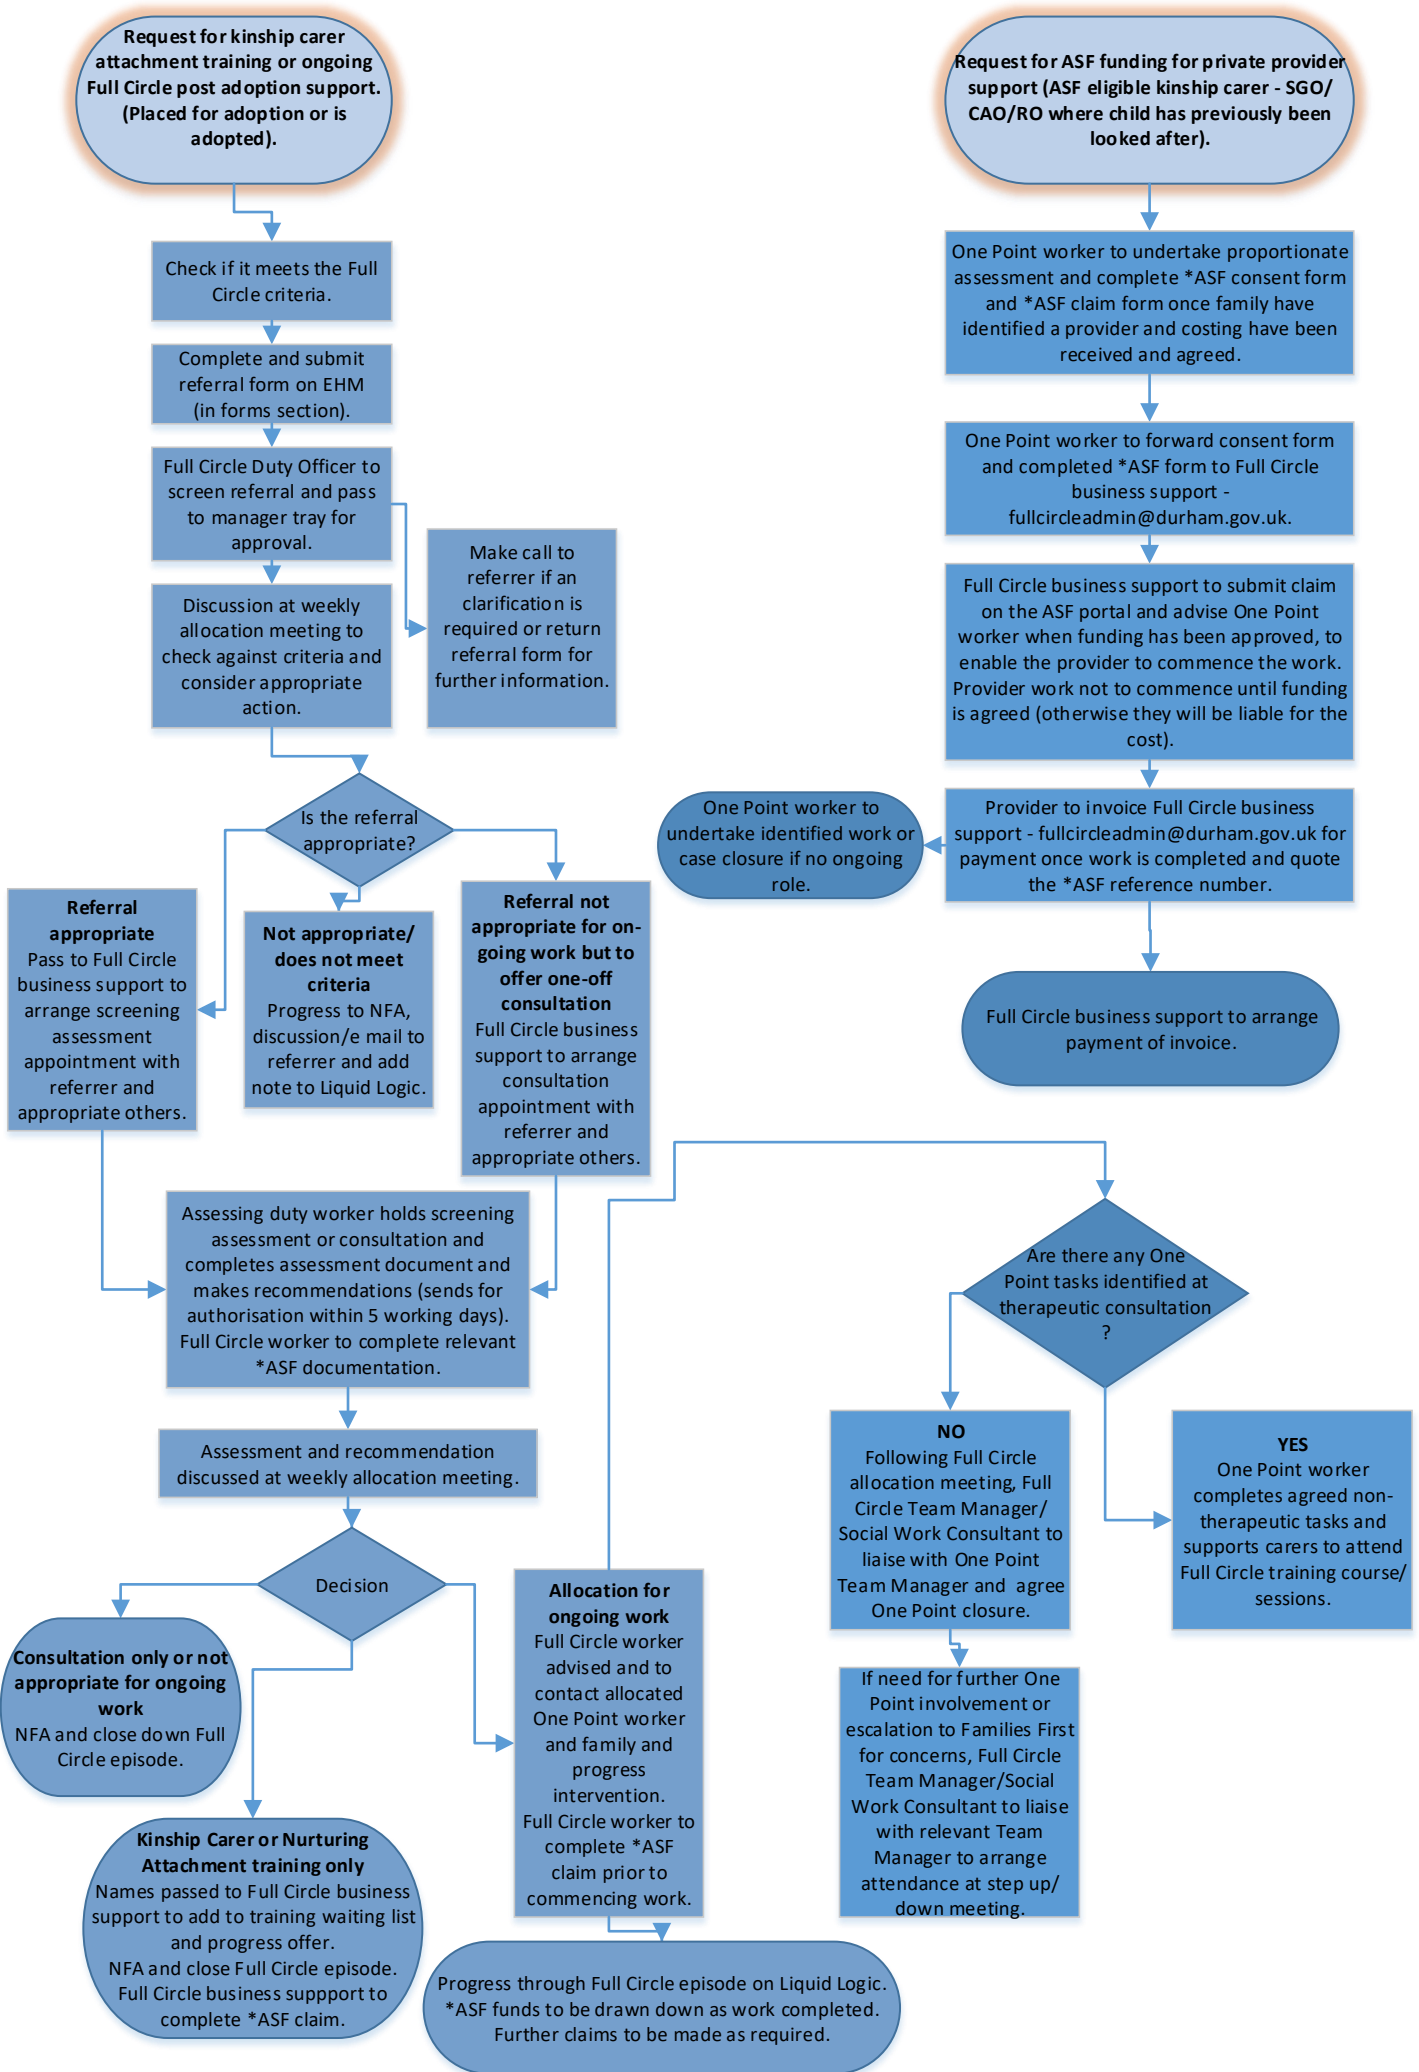 Request for kinship carer
attachment training or ongoing
Full Circle post adoption support.
(Placed for adoption or is
adopted).
Check if it meets the Full
Circle criteria.
Complete and submit
referral form on EHM
(in forms section).
Full Circle Duty Officer to
screen referral and pass
to manager tray for
approval.
Make call to
referrer if an
clarification is
required or return
referral form for
further information.
Discussion at weekly
allocation meeting to
check against criteria and
consider appropriate
action.
Is the referral
appropriate?
Referral
appropriate
Pass to Full Circle
business support to
arrange screening
assessment
appointment with
referrer and
appropriate others.
Not appropriate/
does not meet
criteria
Progress to NFA,
discussion/e mail to
referrer and add
note to Liquid Logic.
Referral not
appropriate for on-
going work but to
offer one-off
consultation
Full Circle business
support to arrange
consultation
appointment with
referrer and
appropriate others.
Assessing duty worker holds screening
assessment or consultation and
completes assessment document and
makes recommendations (sends for
authorisation within 5 working days).
Full Circle worker to complete relevant
*ASF documentation.
Assessment and recommendation
discussed at weekly allocation meeting.
Decision
Consultation only or not
appropriate for ongoing
work
NFA and close down Full
Circle episode.
Kinship Carer or Nurturing
Attachment training only
Names passed to Full Circle business
support to add to training waiting list
and progress offer.
NFA and close Full Circle episode.
Full Circle business suppport to
complete *ASF claim.
Allocation for
ongoing work
Full Circle worker
advised and to
contact allocated
One Point worker
and family and
progress
intervention.
Full Circle worker to
complete *ASF
claim prior to
commencing work.
Progress through Full Circle episode on Liquid Logic.
*ASF funds to be drawn down as work completed.
Further claims to be made as required.
Request for ASF funding for private provider
support (ASF eligible kinship carer - SGO/
CAO/RO where child has previously been
looked after).
One Point worker to undertake proportionate
assessment and complete *ASF consent form
and *ASF claim form once family have
identified a provider and costing have been
received and agreed.
One Point worker to forward consent form
and completed *ASF form to Full Circle
business support -
fullcircleadmin@durham.gov.uk.
Full Circle business support to submit claim
on the ASF portal and advise One Point
worker when funding has been approved, to
enable the provider to commence the work.
Provider work not to commence until funding
is agreed (otherwise they will be liable for the
cost).
Provider to invoice Full Circle business
support - fullcircleadmin@durham.gov.uk for
payment once work is completed and quote
the *ASF reference number.
One Point worker to
undertake identified work or
case closure if no ongoing
role.
Full Circle business support to arrange
payment of invoice.
Are there any One
Point tasks identified at
therapeutic consultation
?
NO
Following Full Circle
allocation meeting, Full
Circle Team Manager/
Social Work Consultant to
liaise with One Point
Team Manager and agree
One Point closure.
YES
One Point worker
completes agreed non-
therapeutic tasks and
supports carers to attend
Full Circle training course/
sessions.
If need for further One
Point involvement or
escalation to Families First
for concerns, Full Circle
Team Manager/Social
Work Consultant to liaise
with relevant Team
Manager to arrange
attendance at step up/
down meeting.